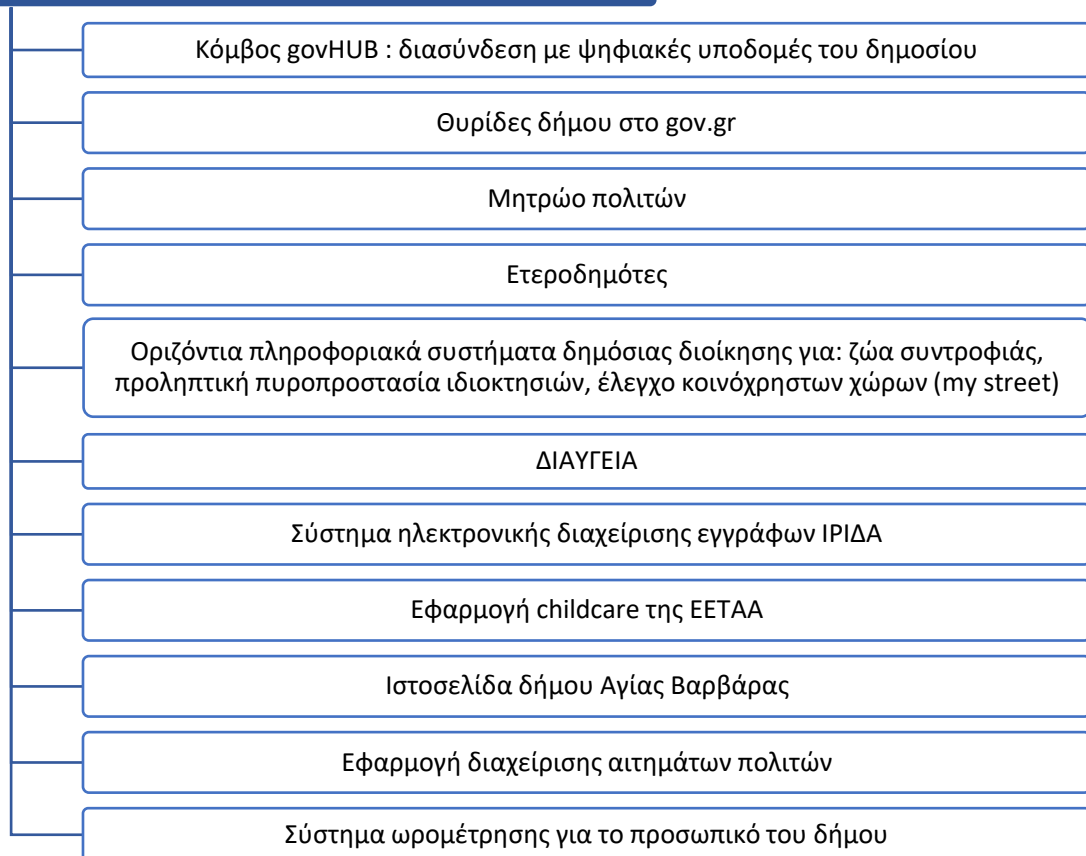 Κόμβος govHUB : διασύνδεση με ψηφιακές υποδομές του δημοσίου
Θυρίδες δήμου στο gov.gr
Μητρώο πολιτών
Ετεροδημότες
Οριζόντια πληροφοριακά συστήματα δημόσιας διοίκησης για: ζώα συντροφιάς,
προληπτική πυροπροστασία ιδιοκτησιών, έλεγχο κοινόχρηστων χώρων (my street)
ΔΙΑΥΓΕΙΑ
Σύστημα ηλεκτρονικής διαχείρισης εγγράφων ΙΡΙΔΑ
Εφαρμογή childcare της ΕΕΤΑΑ
Ιστοσελίδα δήμου Αγίας Βαρβάρας
Εφαρμογή διαχείρισης αιτημάτων πολιτών
Σύστημα ωρομέτρησης για το προσωπικό του δήμου